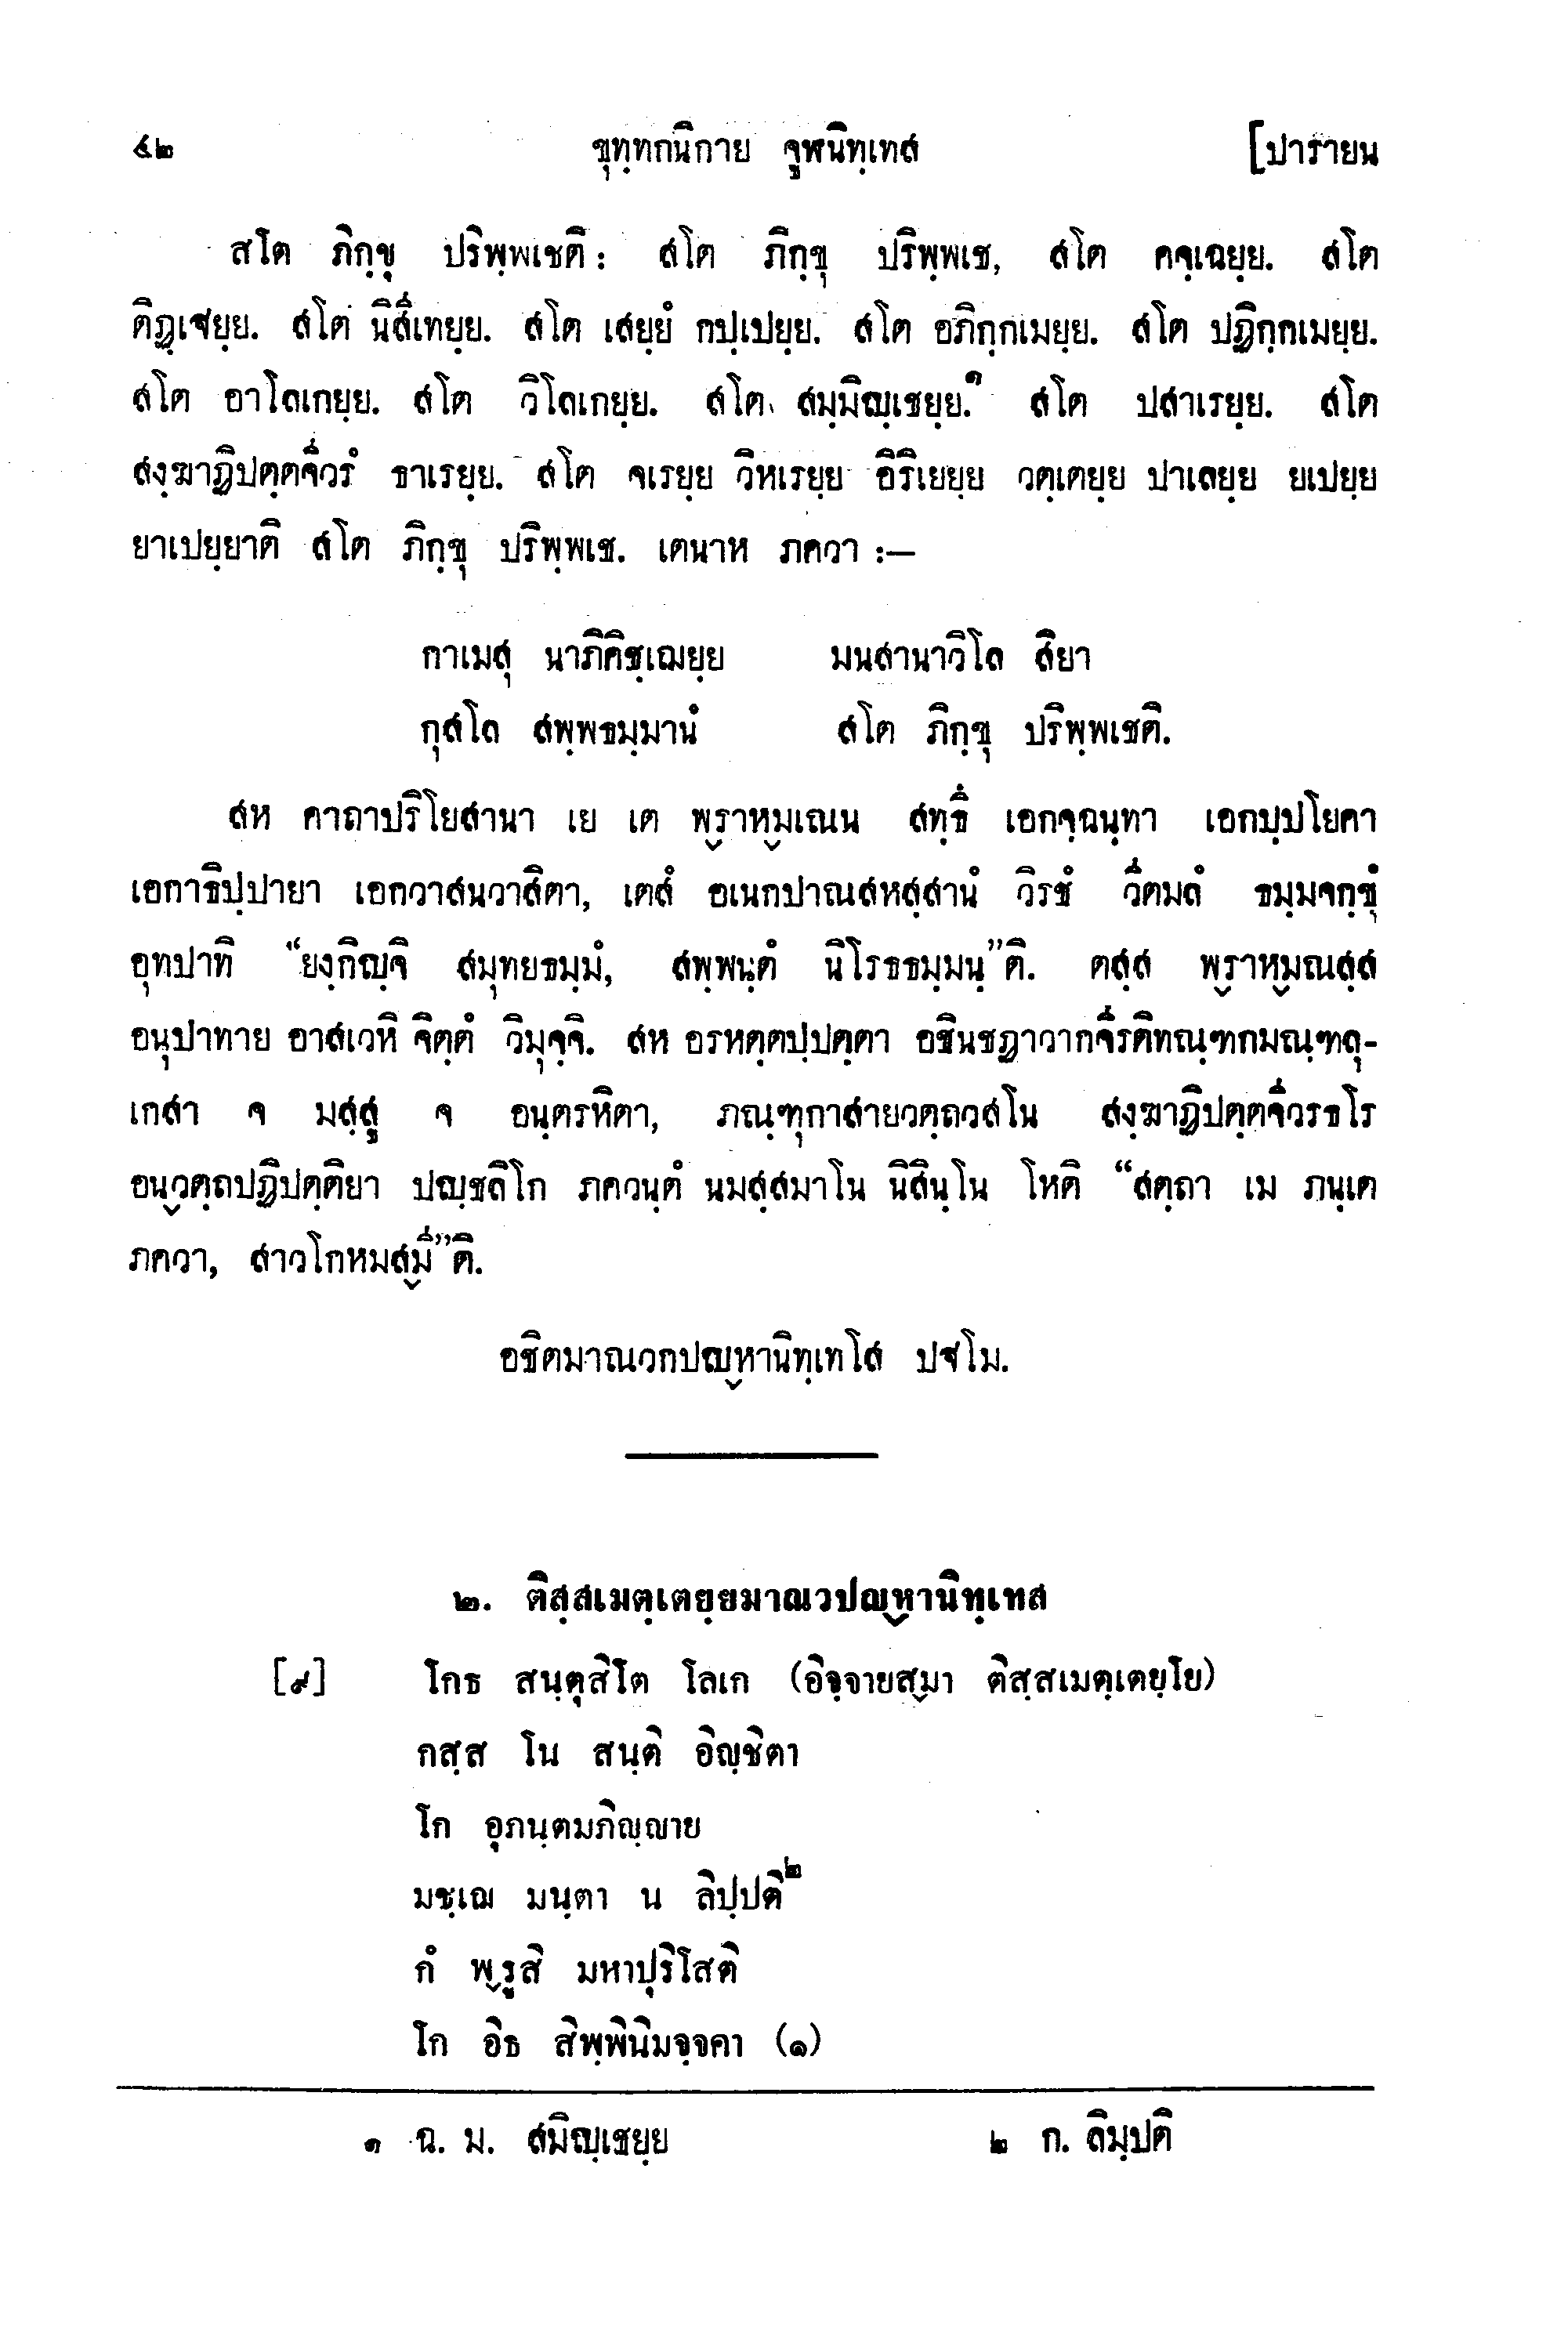 ๕๒ ขุทฺทกนิกาย จูฬนิทฺเทส [ปารายน
สโต ภิกฺขุ ปริพฺพเชติ: สโต ภิกฺขุ ปริพฺพเช, สโต คจฺเฉยฺย. สโต
ติฏฺเฐยฺย. สโต นิสีเทยฺย. สโต เสยฺยํ กปฺเปยฺย. สโต อภิกฺกเมยฺย. สโต ปฏิกฺกเมยฺย.
สโต อาโลเกยฺย. สโต วิโลเกยฺย. สโต สมฺมิญฺเชยฺย.๑ สโต ปสาเรยฺย. สโต
สงฺฆาฏิปตฺตจีวรํ ธาเรยฺย. สโต จเรยฺย วิหเรยฺย อิริเยยฺย วตฺเตยฺย ปาเลยฺย ยเปยฺย
ยาเปยฺยาติ สโต ภิกฺขุ ปริพฺพเช. เตนาห ภควา :—
กาเมสุ นาภิคิชฺเฌยฺย มนสานาวิโล สิยา
กุสโล สพฺพธมฺมานํ สโต ภิกฺขุ ปริพฺพเชติ.
สห คาถาปริโยสานา เย เต พฺราหฺมเณน สทฺธึ เอกจฺฉนฺทา เอกปฺปโยคา
เอกาธิปฺปายา เอกวาสนวาสิตา, เตสํ อเนกปาณสหสฺสานํ วิรชํ วีตมลํ ธมฺมจกฺขุํ
อุทปาทิ “ยงฺกิญฺจิ สมุทยธมฺมํ, สพฺพนฺตํ นิโรธธมฺมนฺ”ติ. ตสฺส พฺราหฺมณสฺส
อนุปาทาย อาสเวหิ จิตฺตํ วิมุจฺจิ. สห อรหตฺตปฺปตฺตา อชินชฏาวากจีรติทณฺฑกมณฺฑลุ-
เกสา จ มสฺสู จ อนฺตรหิตา, ภณฺฑุกาสายวตฺถวสโน สงฺฆาฏิปตฺตจีวรธโร
อนฺวตฺถปฏิปตฺติยา ปญฺชลิโก ภควนฺตํ นมสฺสมาโน นิสินฺโน โหติ “สตฺถา เม ภนฺเต
ภควา, สาวโกหมสฺมี”ติ.
อชิตมาณวกปญฺหานิทฺเทโส ปฐโม.
๒. ติสฺสเมตฺเตยฺยมาณวปญฺหานิทฺเทส
[๙] โกธ สนฺตุสิโต โลเก (อิจฺจายสฺมา ติสฺสเมตฺเตยฺโย)
กสฺส โน สนฺติ อิญฺชิตา
โก อุภนฺตมภิญฺญาย
มชฺเฌ มนฺตา น ลิปฺปติ๒
กํ พฺรูสิ มหาปุริโสติ
โก อิธ สิพฺพินิมจฺจคา (๑)
๑ ฉ. ม. สมิญฺเชยฺย ๒ ก. ลิมฺปติ